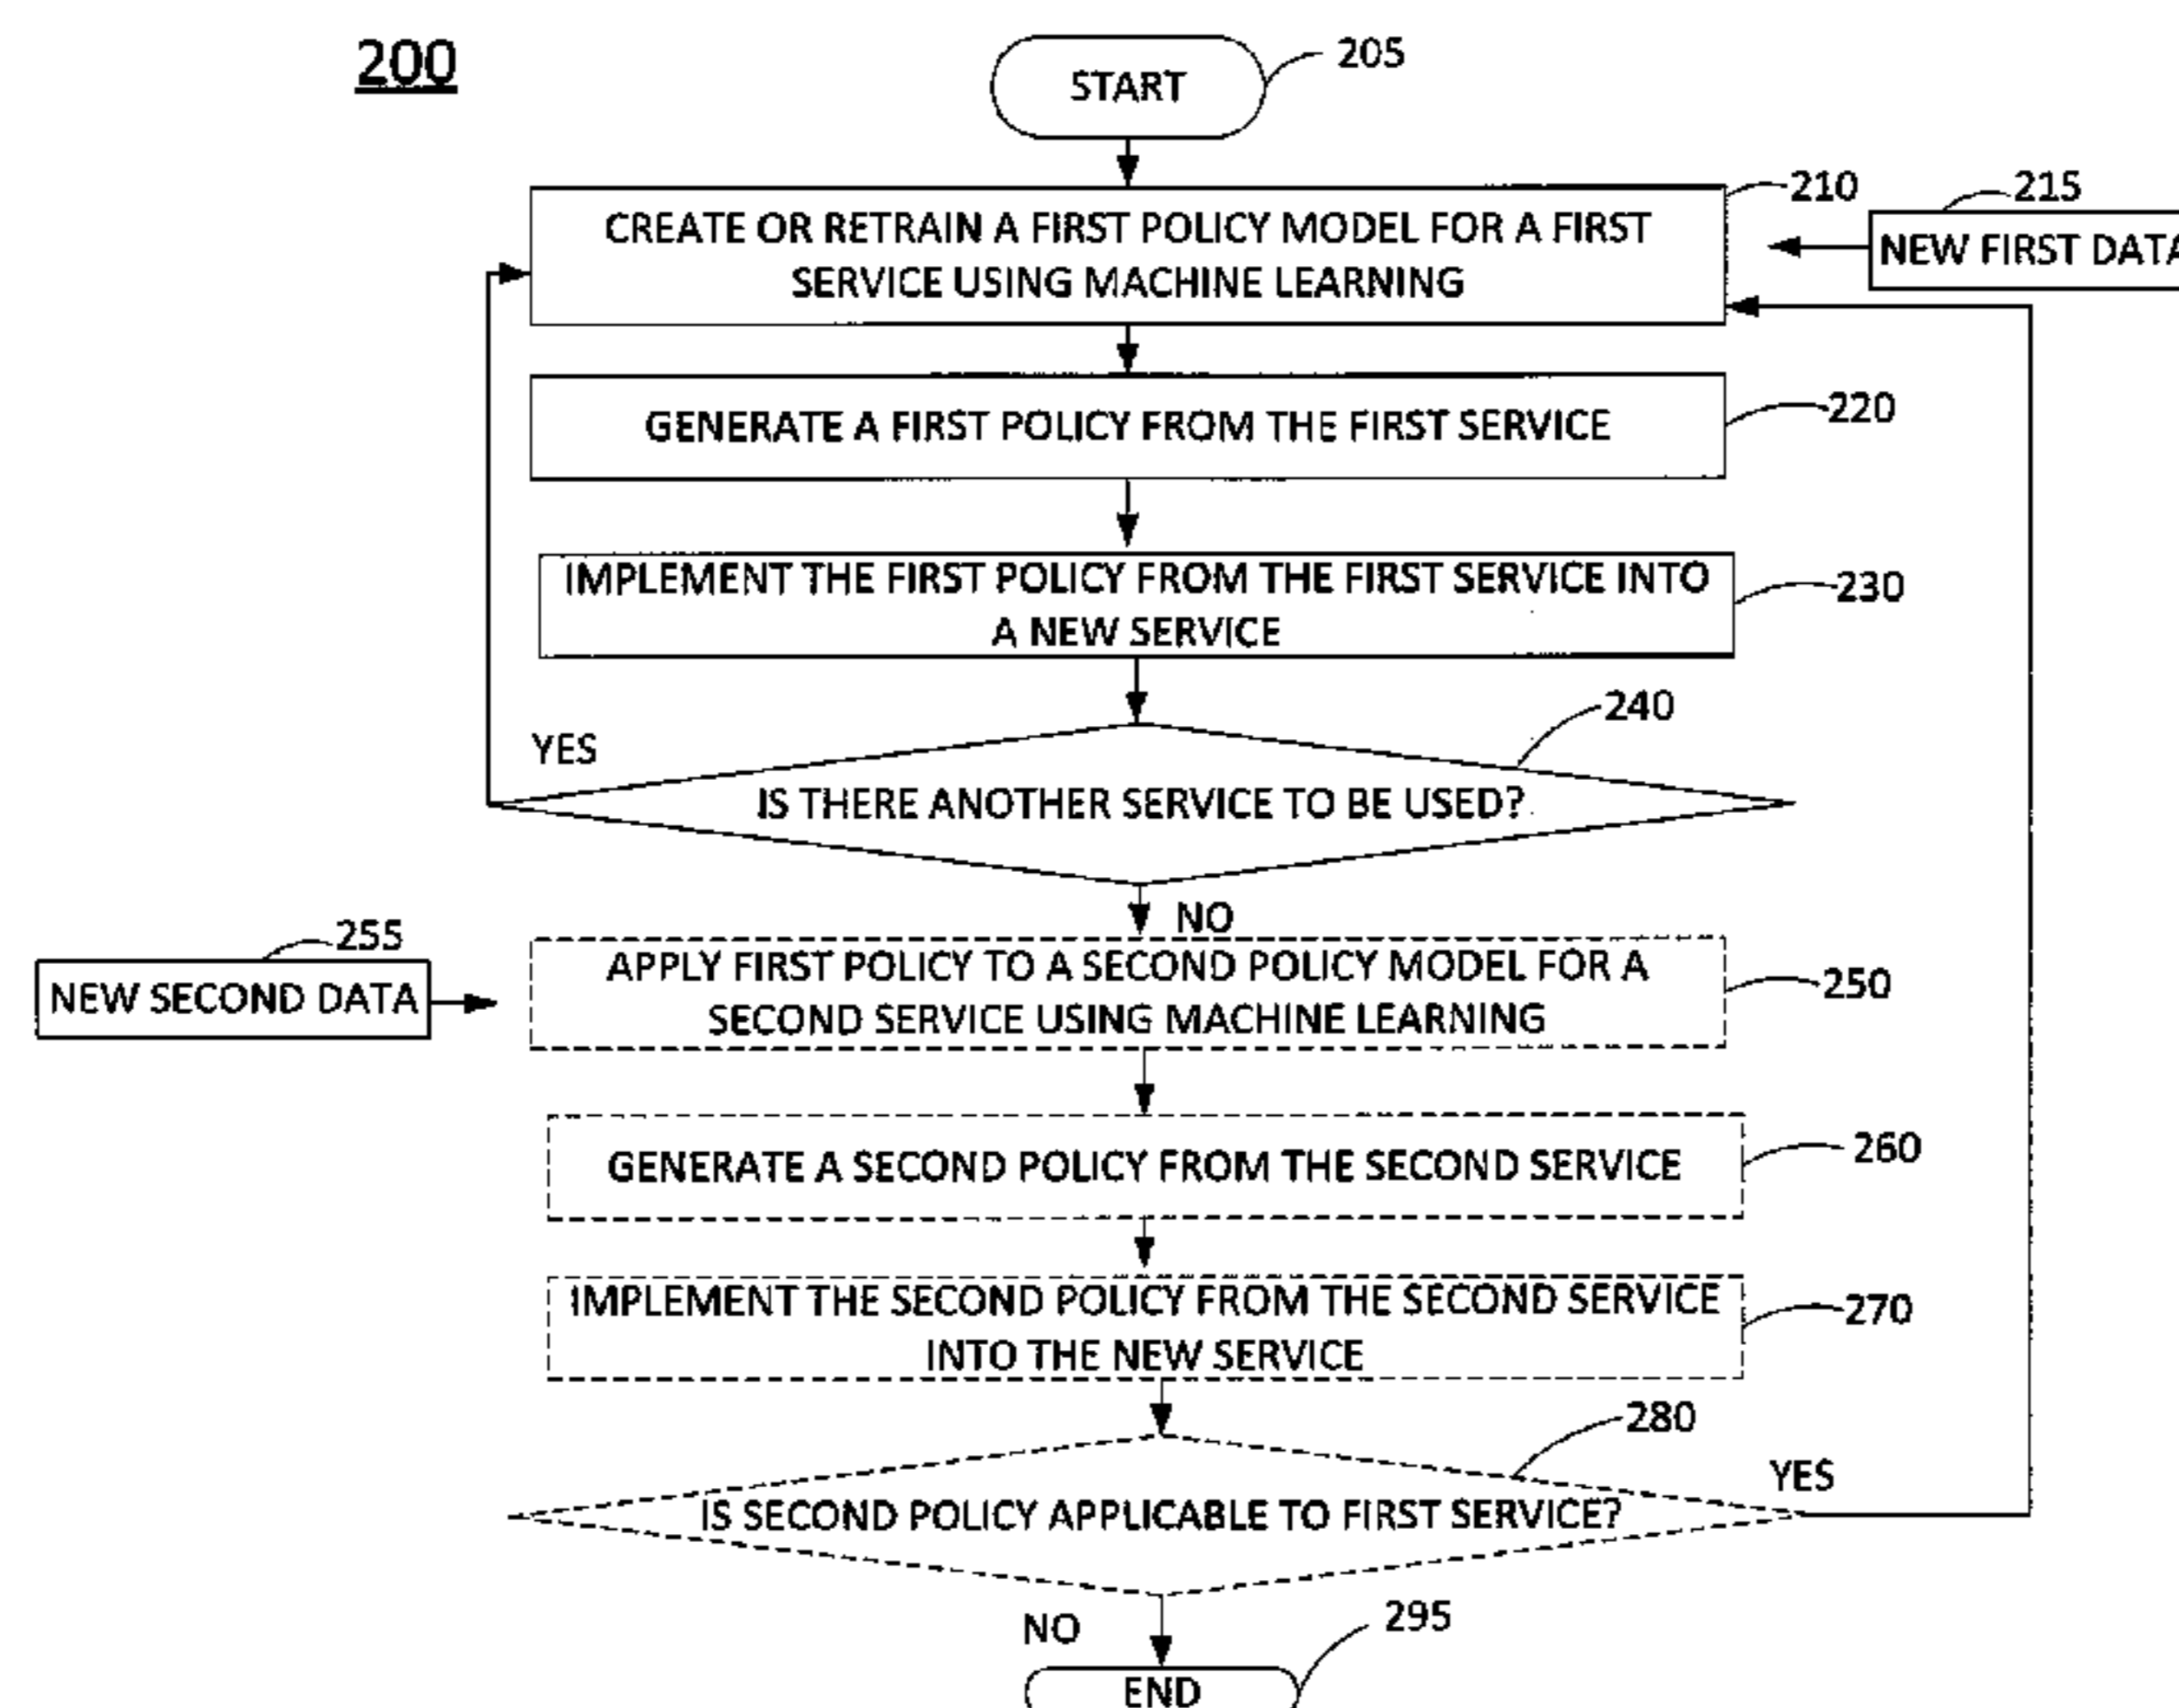 200
START
205
CREATE OR RETRAIN A FIRST POLICY MODEL FOR A FIRST
SERVICE USING MACHINE LEARNING
210
215
NEW FIRST DATA
GENERATE A FIRST POLICY FROM THE FIRST SERVICE
220
IMPLEMENT THE FIRST POLICY FROM THE FIRST SERVICE INTO
A NEW SERVICE
230
240
YES
IS THERE ANOTHER SERVICE TO BE USED?
NO
255
NEW SECOND DATA
APPLY FIRST POLICY TO A SECOND POLICY MODEL FOR A
SECOND SERVICE USING MACHINE LEARNING
250
GENERATE A SECOND POLICY FROM THE SECOND SERVICE
260
IMPLEMENT THE SECOND POLICY FROM THE SECOND SERVICE
INTO THE NEW SERVICE
270
280
YES
IS SECOND POLICY APPLICABLE TO FIRST SERVICE?
NO
295
END